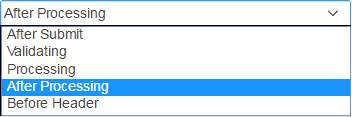 After Processing
After Submit
Validating
Processing
After Processing
Before Header